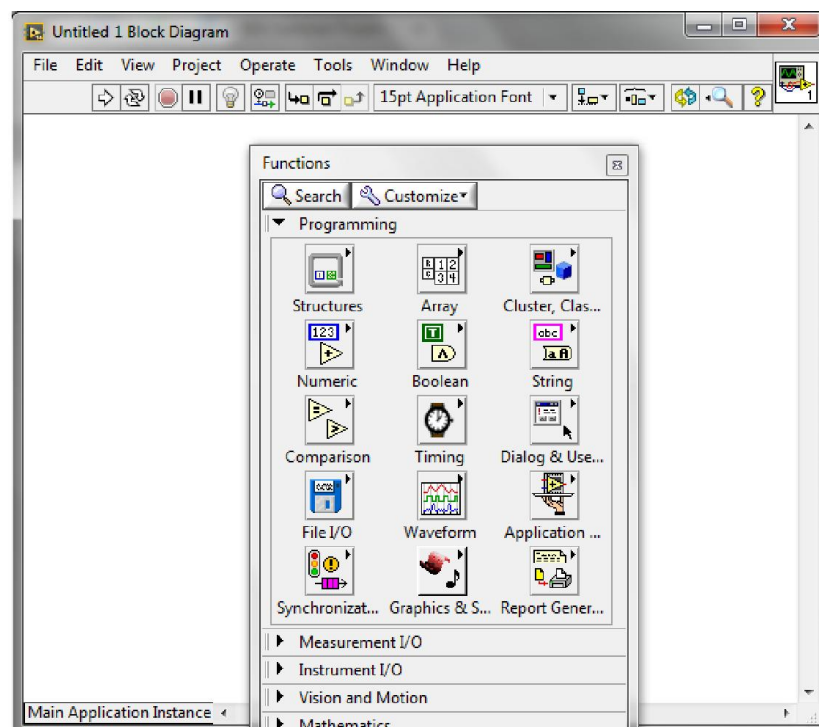 Untitled 1 Block Diagram
File Edit View Project Operate Tools Window Help
15pt Application Font
1
Functions
Search Customize
Programming
Structures Array Cluster, Clas...
123 T abc
Numeric Boolean String
Comparison Timing Dialog & Use...
File I/O Waveform Application ...
Synchronizat... Graphics & S... Report Gener...
Measurement I/O
Instrument I/O
Vision and Motion
Mathematics
Main Application Instance